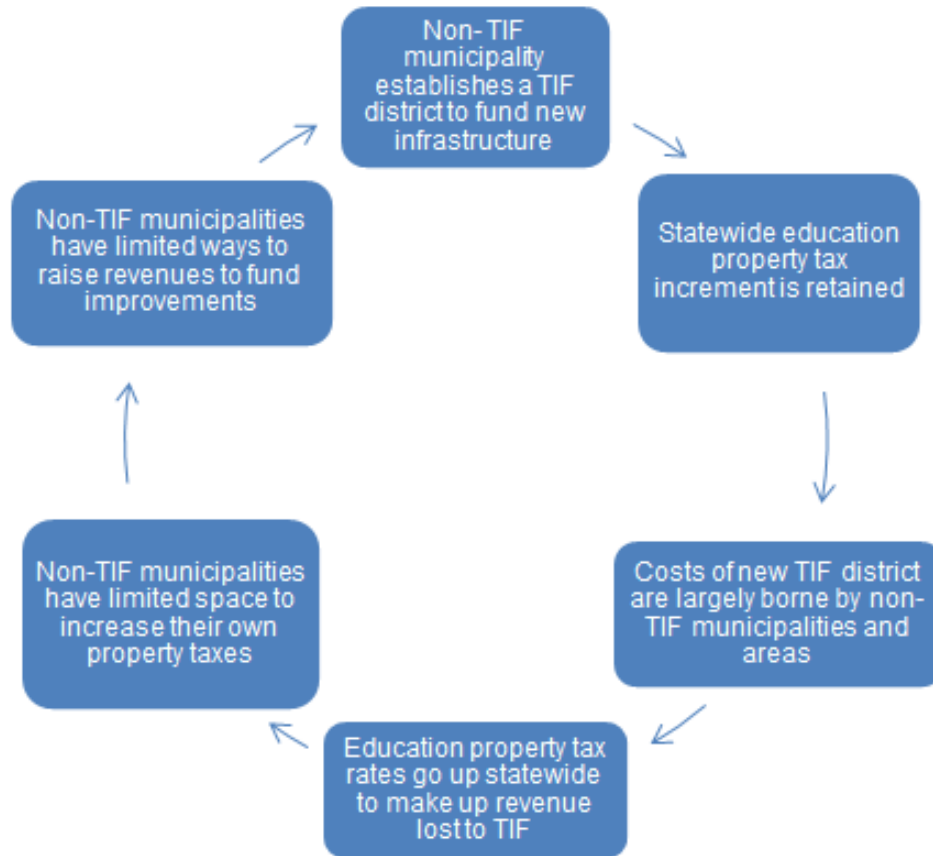 Non- TIF
municipality
establishes a TIF
district to fund new
infrastructure
Statewide education
property tax
increment is retained
Costs of new TIF district
are largely borne by non-
TIF municipalities and
areas
Education property tax
rates go up statewide
to make up revenue
lost to TIF
Non-TIF municipalities
have limited space to
increase their own
property taxes
Non-TIF municipalities
have limited ways to
raise revenues to fund
improvements